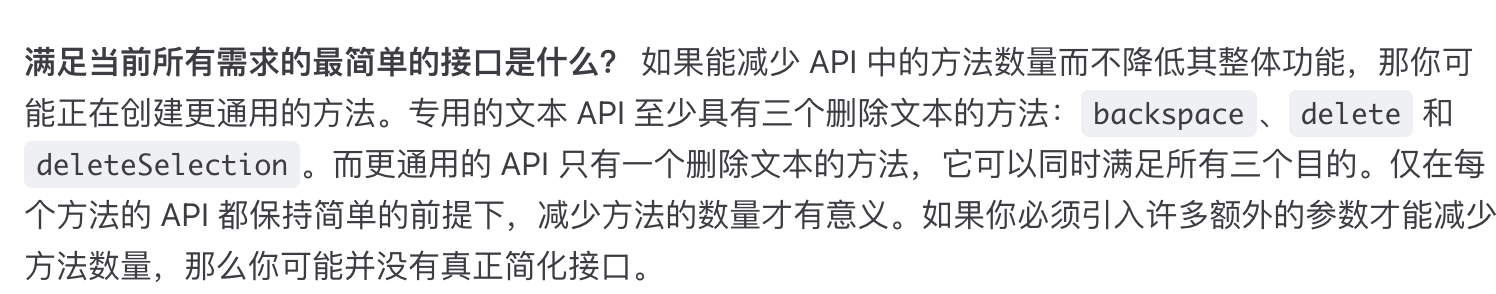 满足当前所有需求的最简单的接口是什么? 如果能减少 API 中的方法数量而不降低其整体功能，那你可
能正在创建更通用的方法。专用的文本 API 至少具有三个删除文本的方法：backspace、delete 和
deleteSelection。而更通用的 API 只有一个删除文本的方法，它可以同时满足所有三个目的。仅在每
个方法的 API 都保持简单的前提下，减少方法的数量才有意义。如果你必须引入许多额外的参数才能减少
方法数量，那么你可能并没有真正简化接口。